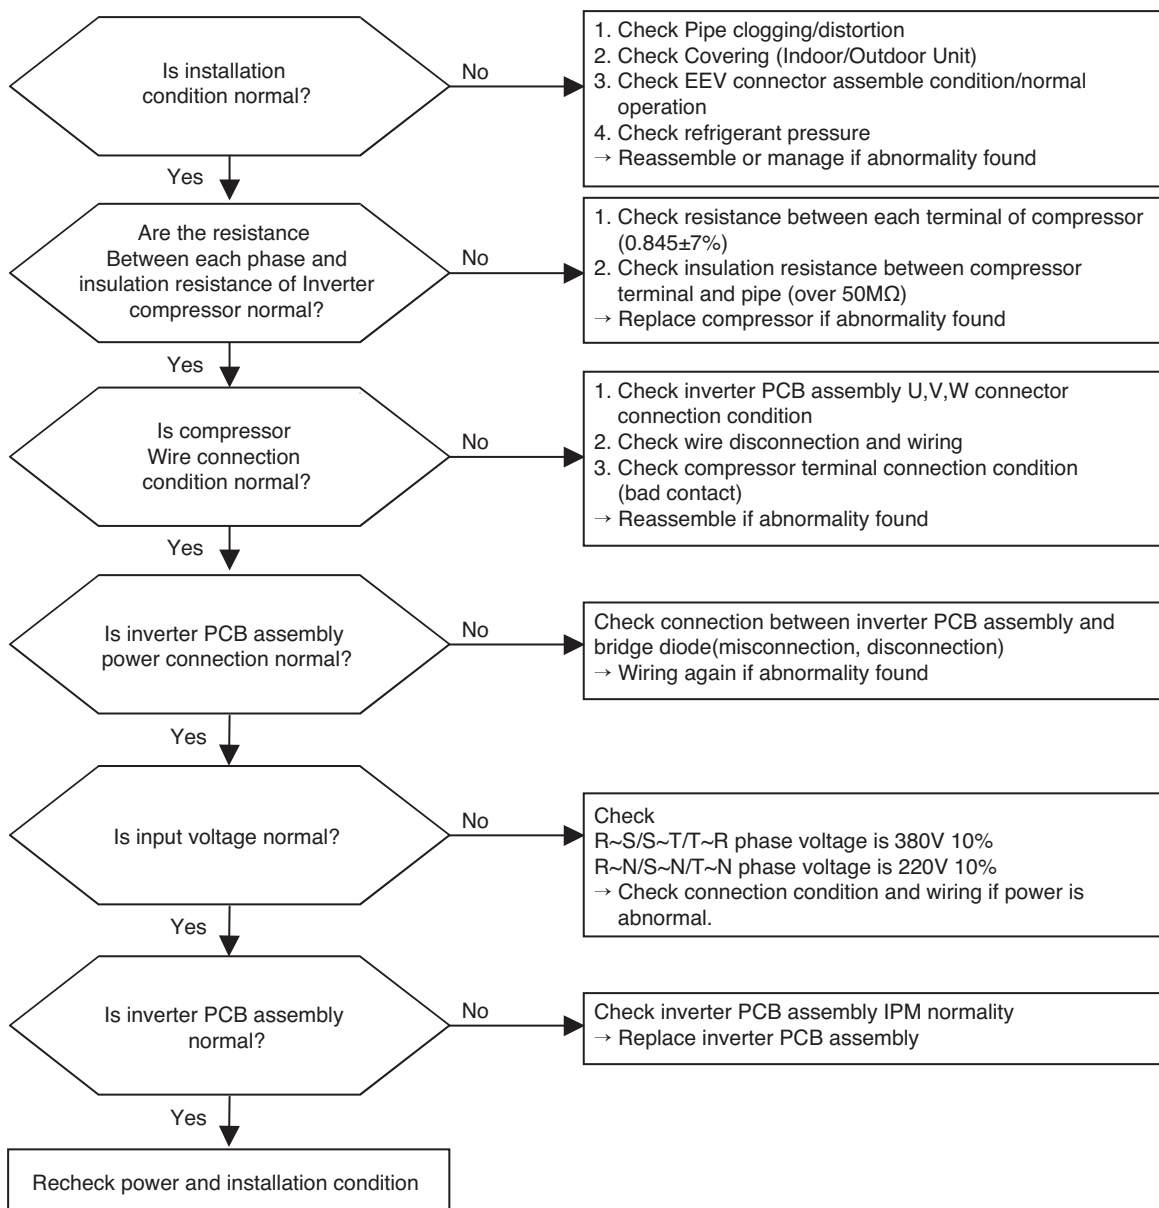 Is installation
condition normal?
No
1. Check Pipe clogging/distortion
2. Check Covering (Indoor/Outdoor Unit)
3. Check EEV connector assemble condition/normal
operation
4. Check refrigerant pressure
→ Reassemble or manage if abnormality found
Yes
Are the resistance
Between each phase and
insulation resistance of Inverter
compressor normal?
No
1. Check resistance between each terminal of compressor
(0.845±7%)
2. Check insulation resistance between compressor
terminal and pipe (over 50MΩ)
→ Replace compressor if abnormality found
Yes
Is compressor
Wire connection
condition normal?
No
1. Check inverter PCB assembly U,V,W connector
connection condition
2. Check wire disconnection and wiring
3. Check compressor terminal connection condition
(bad contact)
→ Reassemble if abnormality found
Yes
Is inverter PCB assembly
power connection normal?
No
Check connection between inverter PCB assembly and
bridge diode(misconnection, disconnection)
→ Wiring again if abnormality found
Yes
Is input voltage normal?
No
Check
R~S/S~T/T~R phase voltage is 380V 10%
R~N/S~N/T~N phase voltage is 220V 10%
→ Check connection condition and wiring if power is
abnormal.
Yes
Is inverter PCB assembly
normal?
No
Check inverter PCB assembly IPM normality
→ Replace inverter PCB assembly
Yes
Recheck power and installation condition